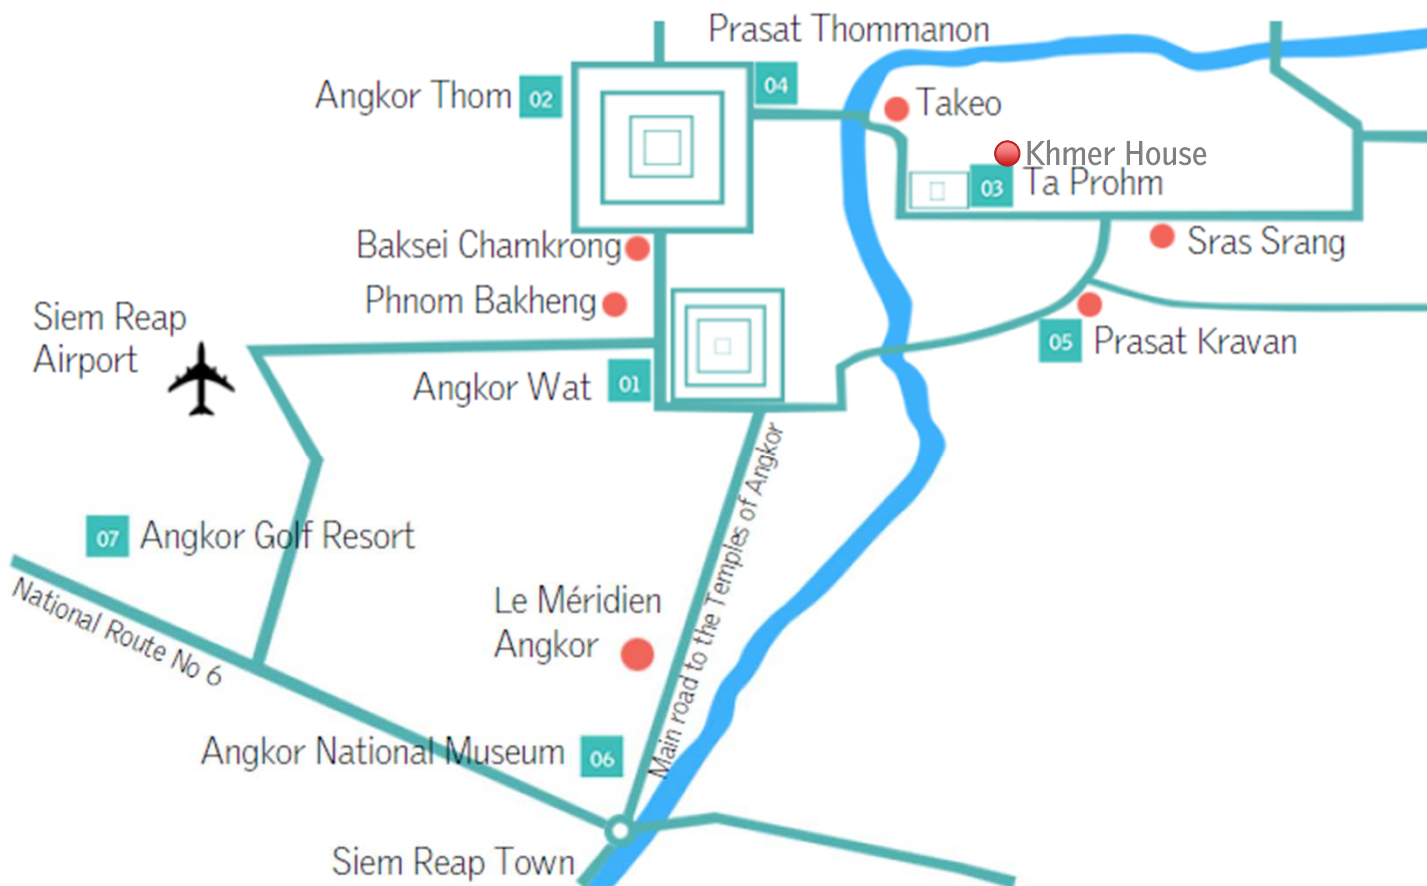 Prasat Thommanon
04
Angkor Thom 02
Takeo
Khmer House
03 Ta Prohm
Baksei Chamkrong
Sras Srang
Phnom Bakheng
Siem Reap
Airport
05 Prasat Kravan
Angkor Wat 01
Main road to the Temples of Angkor
07 Angkor Golf Resort
National Route No 6
Le Méridien
Angkor
Angkor National Museum 06
Siem Reap Town